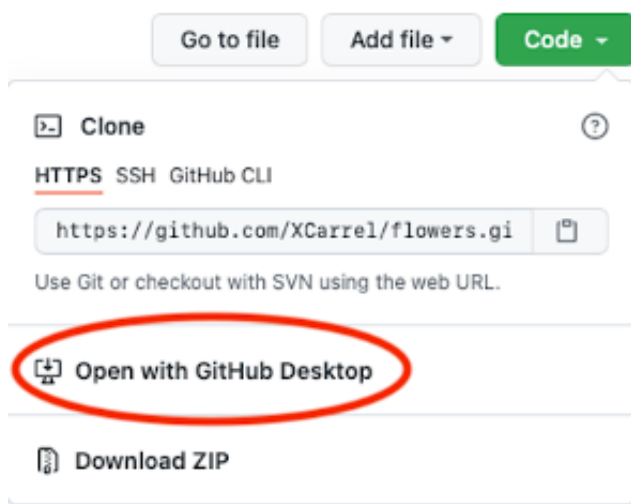 Go to file Add file Code
Clone
HTTPS SSH GitHub CLI
https://github.com/XCarrel/flowers.gi
Use Git or checkout with SVN using the web URL.
Open with GitHub Desktop
Download ZIP